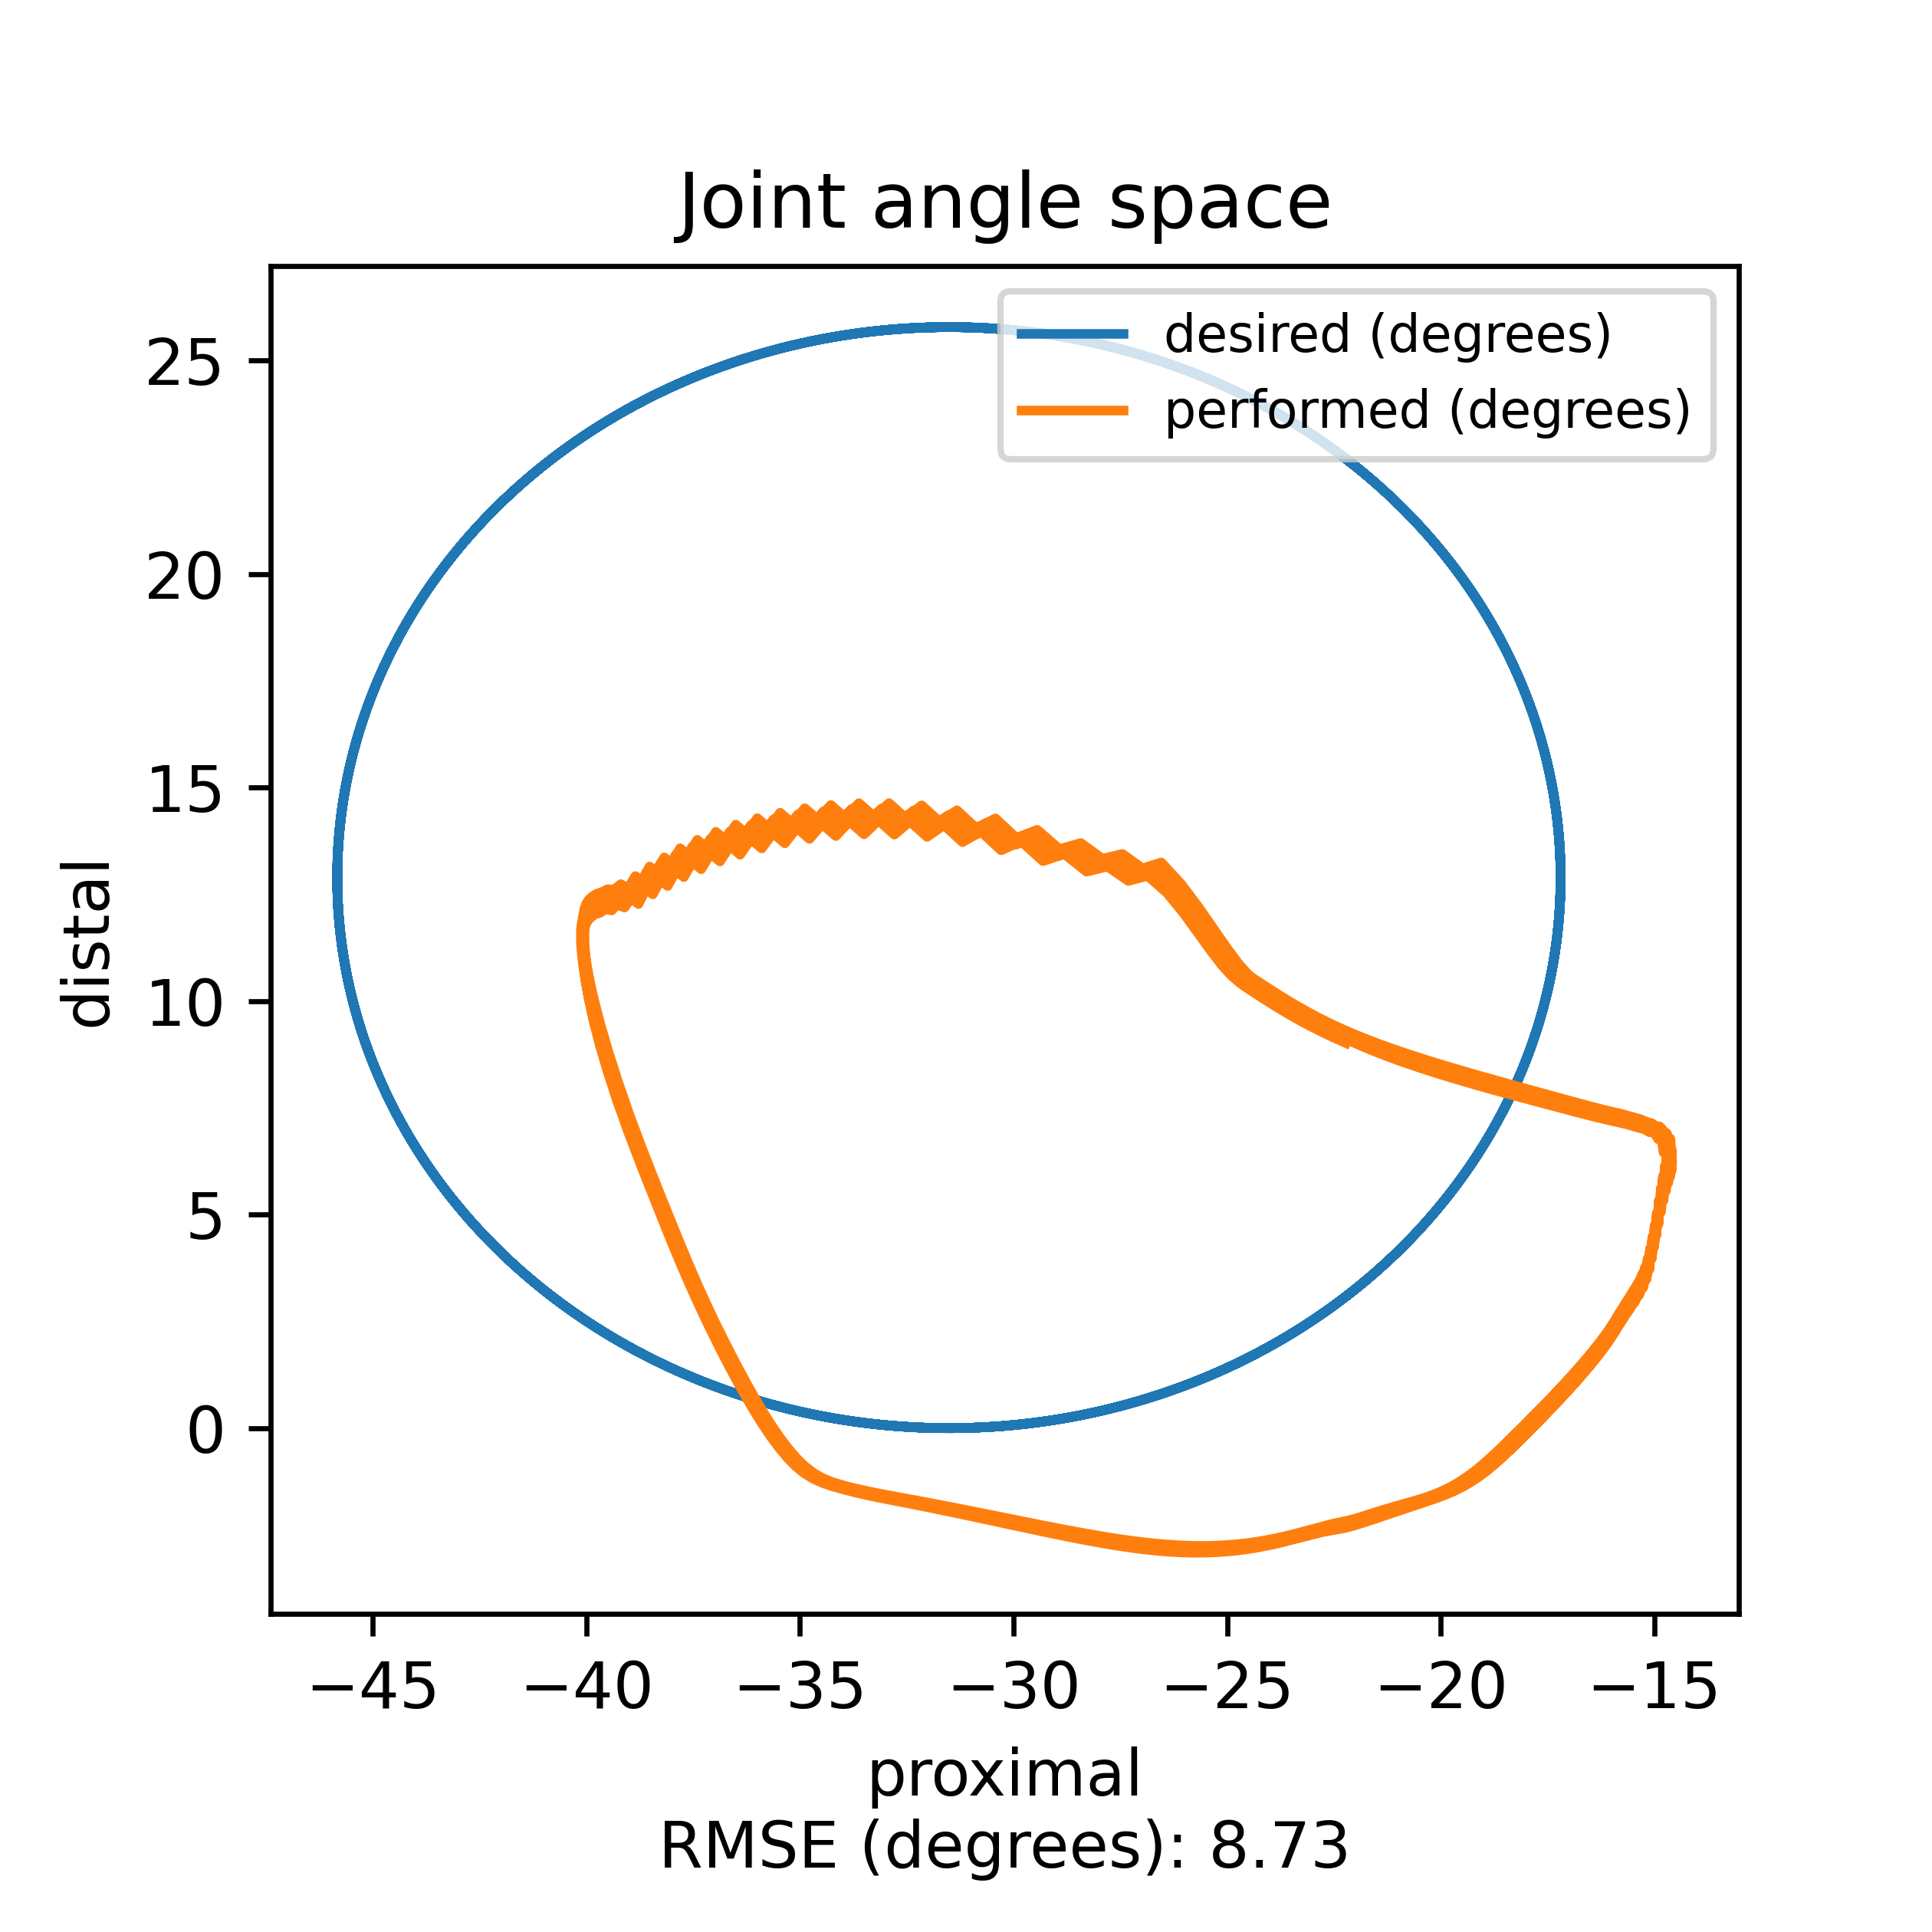 Joint angle space
desired (degrees)
performed (degrees)
25
20
15
10
5
0
distal
−45 −40 −35 −30 −25 −20 −15
proximal
RMSE (degrees): 8.73